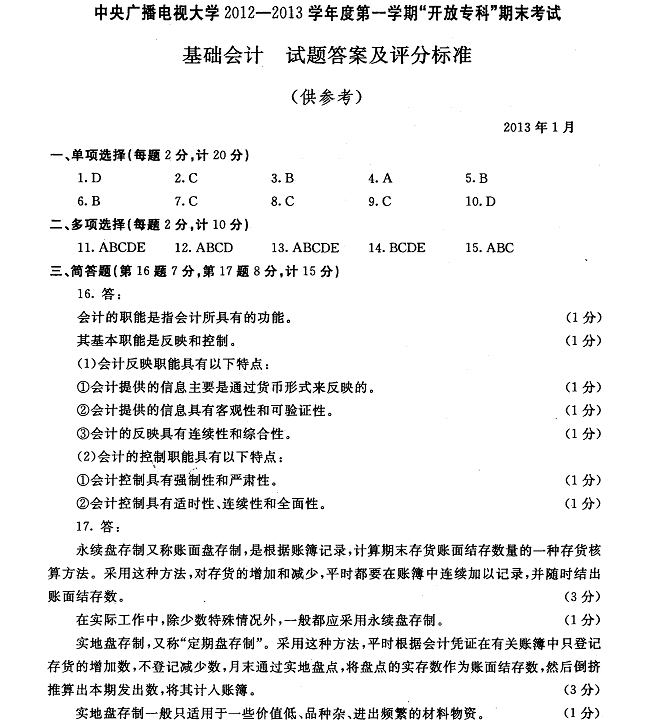 中央广播电视大学2012—2013学年度第一学期“开放专科”期末考试
基础会计 试题答案及评分标准
(供参考)
2013年1月
一、单项选择(每题2分,计20分)
1. D 2. C 3. B 4. A 5. B
6. B 7. C 8. C 9. C 10. D
二、多项选择(每题2分,计10分)
11. ABCDE 12. ABCD 13. ABCDE 14. BCDE 15. ABC
三、简答题(第16题7分,第17题8分,计15分)
16. 答:
会计的职能是指会计所具有的功能。 (1分)
其基本职能是反映和控制。 (1分)
(1)会计反映职能具有以下特点:
①会计提供的信息主要是通过货币形式来反映的。 (1分)
②会计提供的信息具有客观性和可验证性。 (1分)
③会计的反映具有连续性和综合性。 (1分)
(2)会计的控制职能具有以下特点:
①会计控制具有强制性和严肃性。 (1分)
②会计控制具有适时性、连续性和全面性。 (1分)
17. 答:
永续盘存制又称账面盘存制,是根据账簿记录,计算期末存货账面结存数量的一种存货核
算方法。采用这种方法,对存货的增加和减少,平时都要在账簿中连续加以记录,并随时结出
账面结存数。 (3分)
在实际工作中,除少数特殊情况外,一般都应采用永续盘存制。 (1分)
实地盘存制,又称“定期盘存制”。采用这种方法,平时根据会计凭证在有关账簿中只登记
存货的增加数,不登记减少数,月末通过实地盘点,将盘点的实存数作为账面结存数,然后倒挤
推算出本期发出数,将其计入账簿。 (3分)
实地盘存制一般只适用于一些价值低、品种杂、进出频繁的材料物资。 (1分)